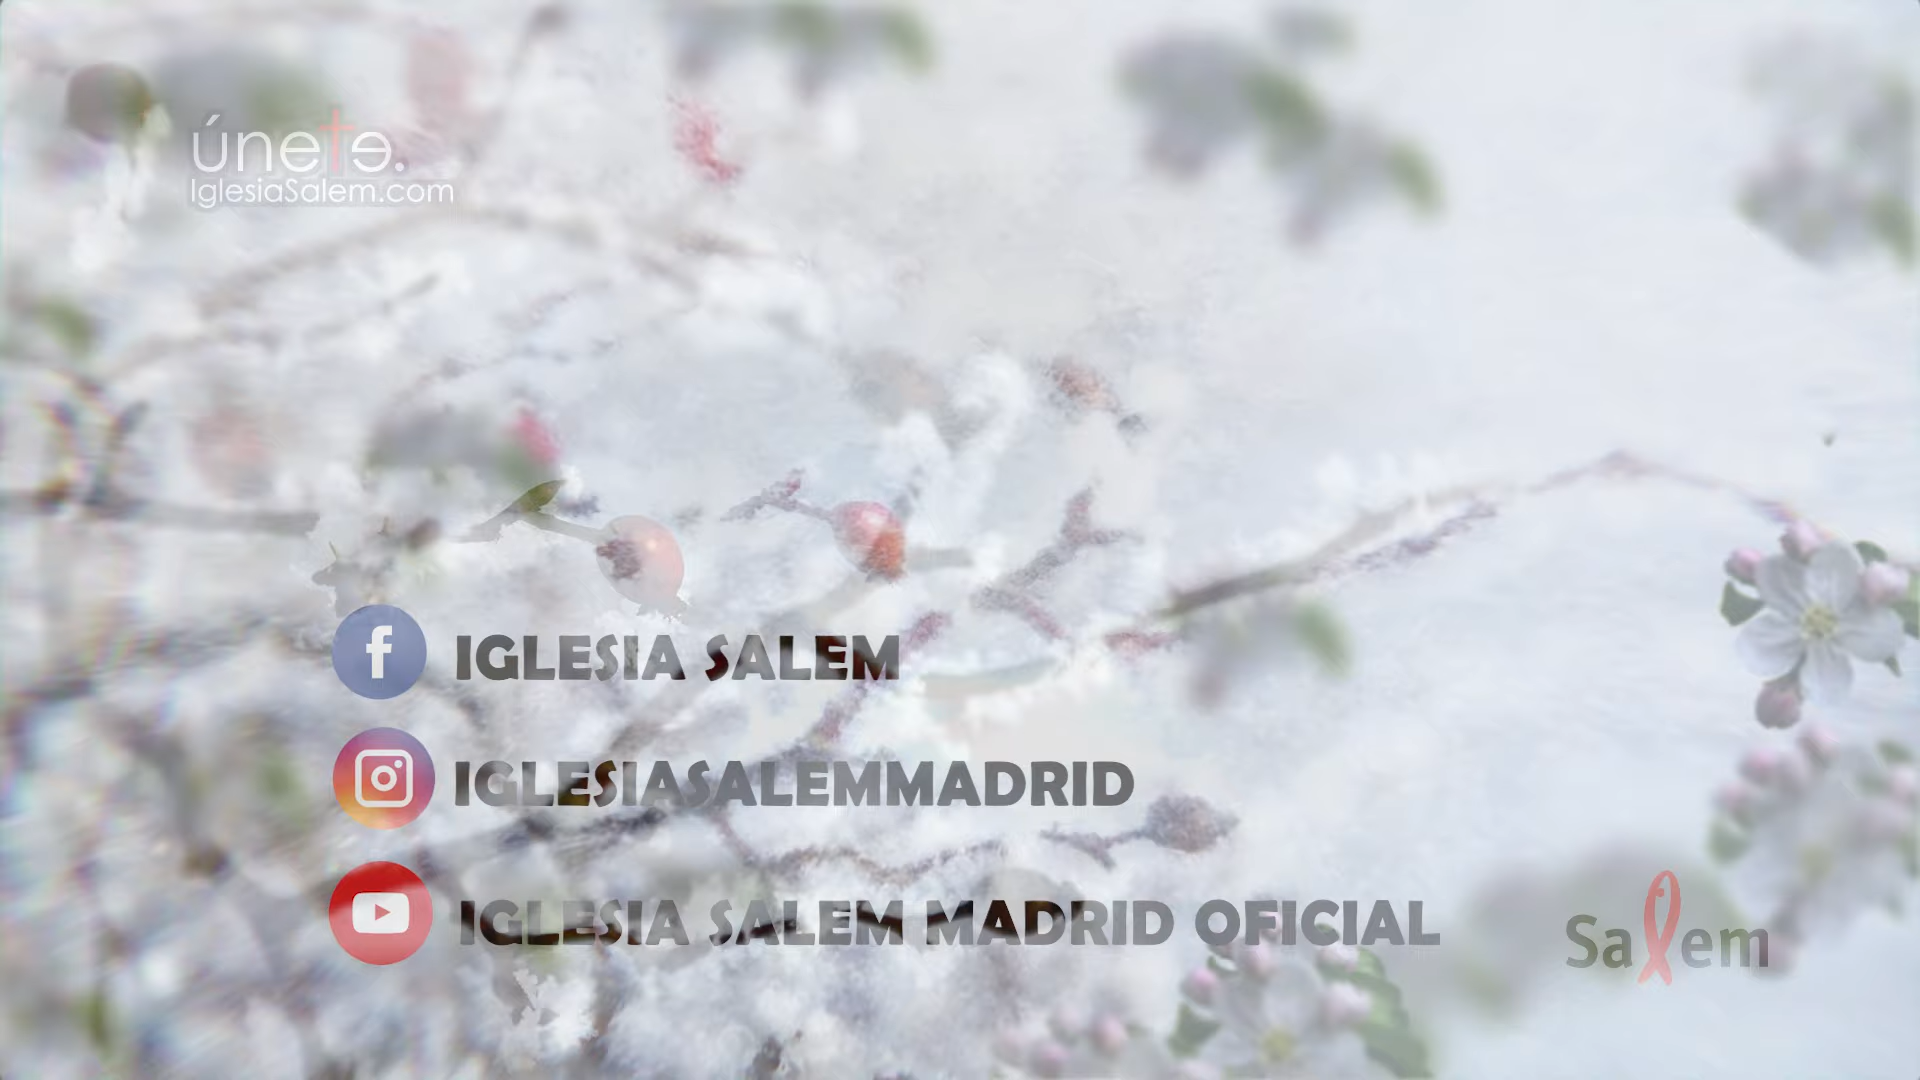 únete.
IglesiaSalem.com
IGLESIA SALEM
IGLESIASALEMMADRID
IGLESIA SALEM MADRID OFICIAL
Salem